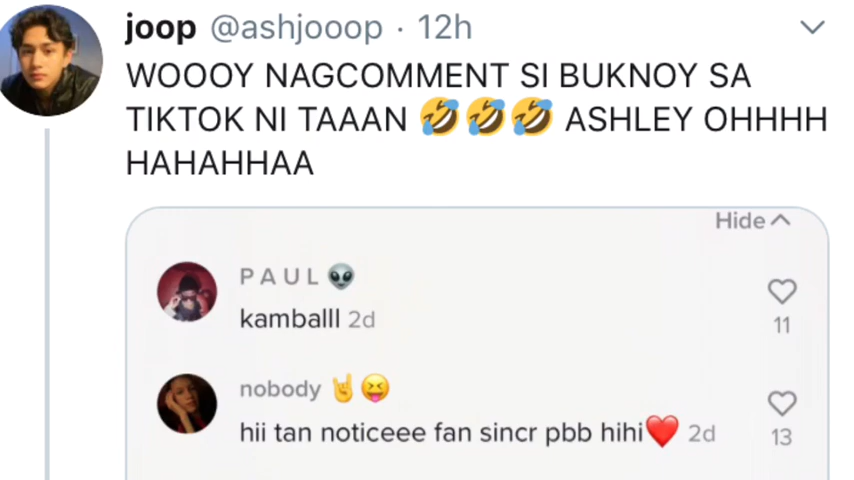 joop @ashjooop · 12h
WOOOY NAGCOMMENT SI BUKNOY SA
TIKTOK NI TAAAN 🤣🤣🤣 ASHLEY OHHHH
HAHAHHAA
Hide
P A U L 👽
kamballl 2d
11
nobody 🤘😝
hii tan noticeee fan sincr pbb hihi❤️ 2d
13